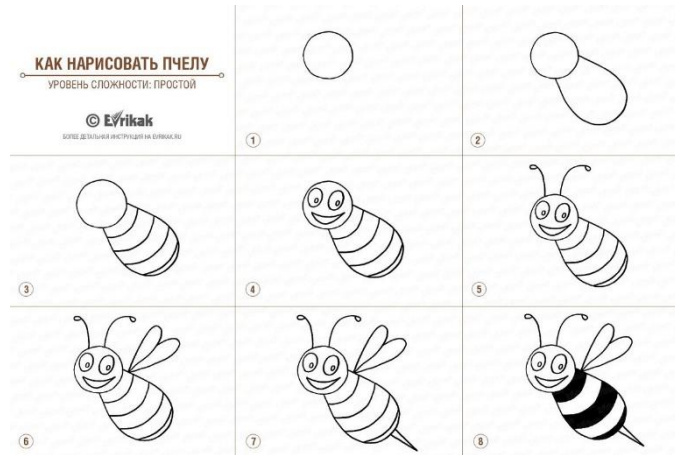 КАК НАРИСОВАТЬ ПЧЕЛУ
УРОВЕНЬ СЛОЖНОСТИ: ПРОСТОЙ
© Evrikak
БОЛЕЕ ДЕТАЛЬНАЯ ИНСТРУКЦИЯ НА EVRIKAK.RU
1
2
3
4
5
6
7
8